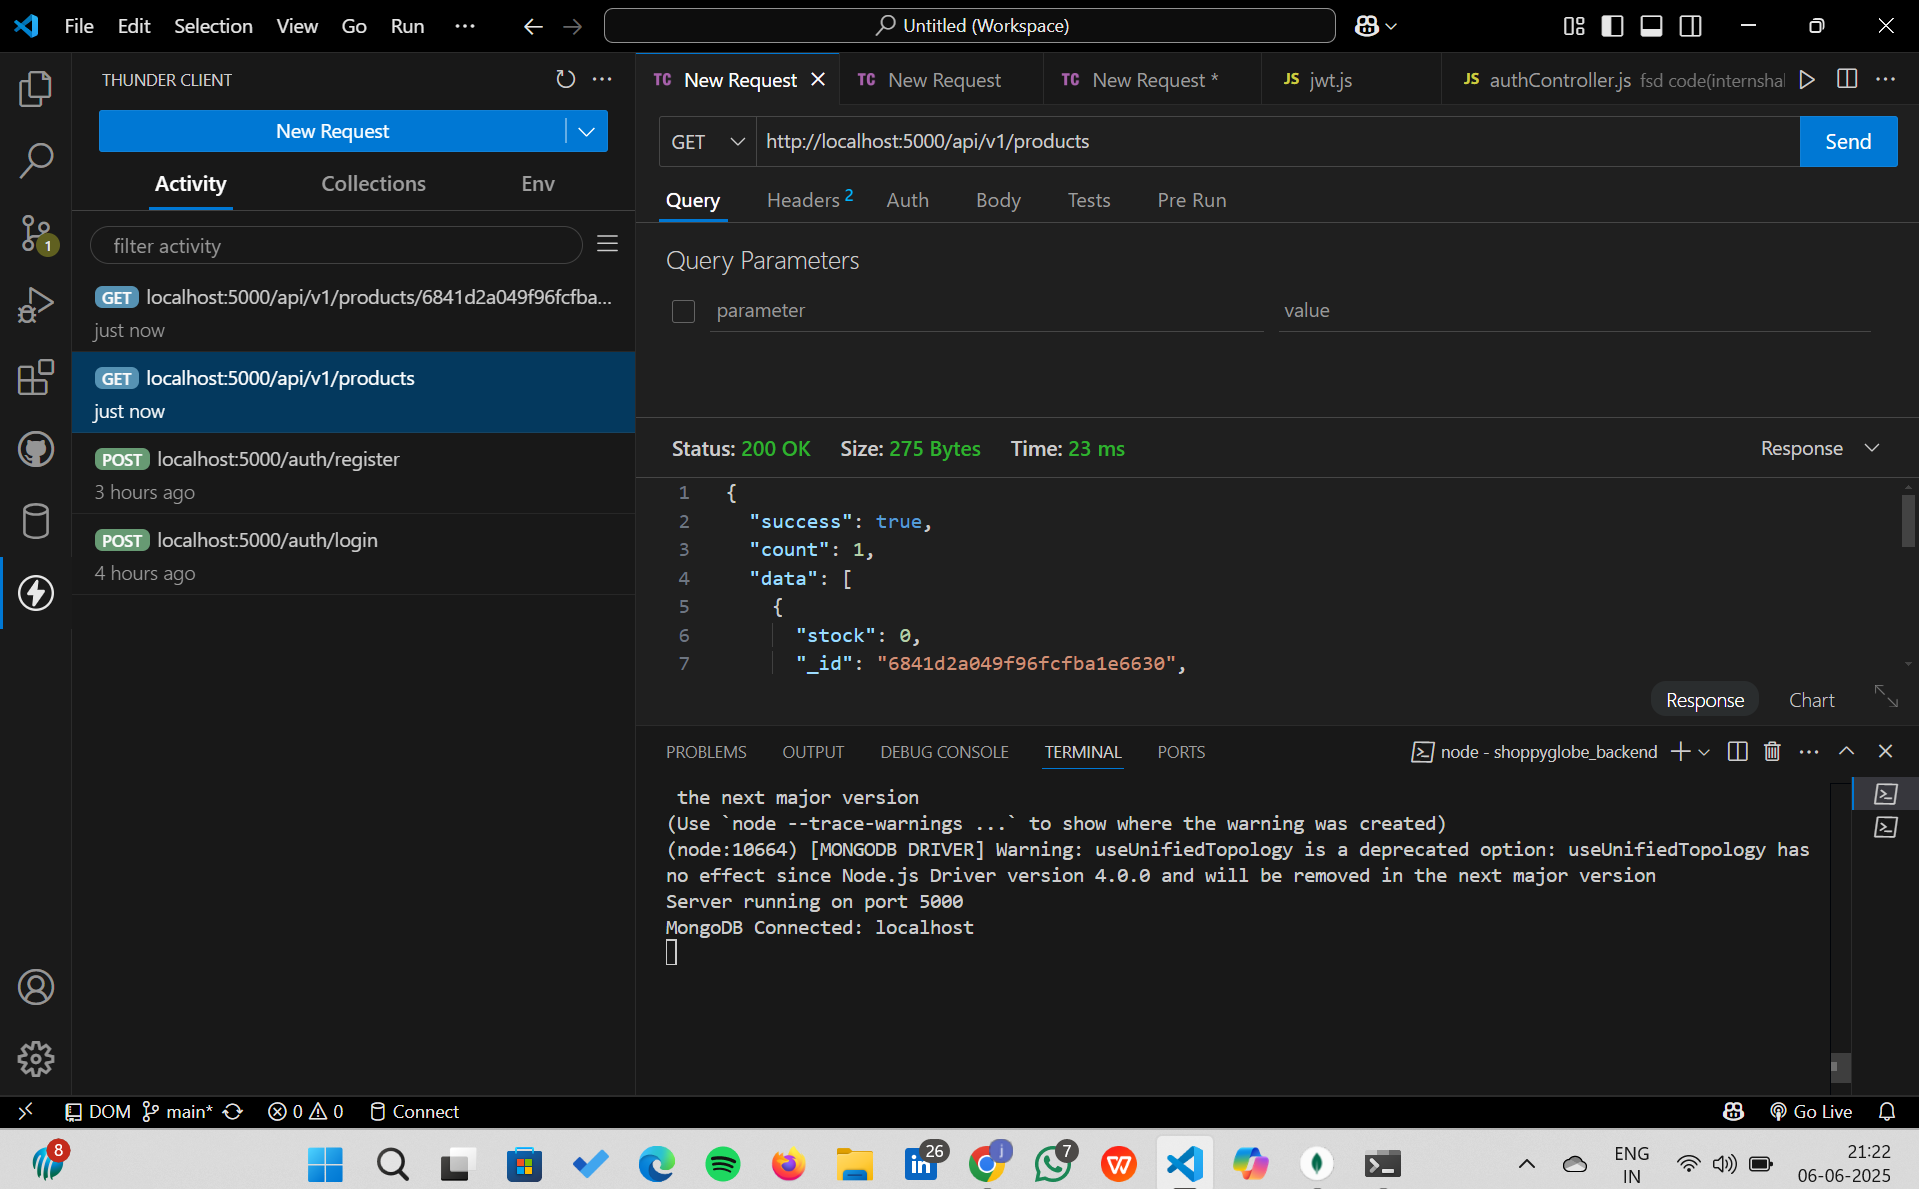 File Edit Selection View Go Run ··· Untitled (Workspace)
THUNDER CLIENT
New Request
Activity Collections Env
filter activity
GET localhost:5000/api/v1/products/6841d2a049f96fcfba...
just now
GET localhost:5000/api/v1/products
just now
POST localhost:5000/auth/register
3 hours ago
POST localhost:5000/auth/login
4 hours ago
1
TC New Request TC New Request TC New Request * JS jwt.js JS authController.js fsd code(internshal
GET http://localhost:5000/api/v1/products Send
Query Headers 2 Auth Body Tests Pre Run
Query Parameters
parameter value
Status: 200 OK Size: 275 Bytes Time: 23 ms Response
1 {
2 "success": true,
3 "count": 1,
4 "data": [
5 {
6 "stock": 0,
7 "_id": "6841d2a049f96fcfba1e6630",
Response Chart
PROBLEMS OUTPUT DEBUG CONSOLE TERMINAL PORTS node - shoppyglobe_backend
the next major version
(Use `node --trace-warnings ...` to show where the warning was created)
(node:10664) [MONGODB DRIVER] Warning: useUnifiedTopology is a deprecated option: useUnifiedTopology has
no effect since Node.js Driver version 4.0.0 and will be removed in the next major version
Server running on port 5000
MongoDB Connected: localhost
DOM main* 0 0 Connect Go Live
8 26 j 7 ENG 21:22
IN 06-06-2025